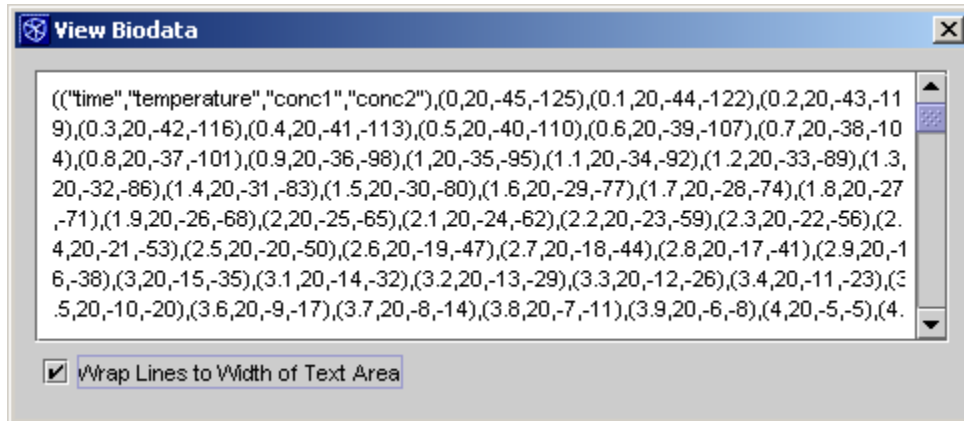 View Biodata
(("time","temperature","conc1","conc2"),(0,20,-45,-125),(0.1,20,-44,-122),(0.2,20,-43,-11
9),(0.3,20,-42,-116),(0.4,20,-41,-113),(0.5,20,-40,-110),(0.6,20,-39,-107),(0.7,20,-38,-10
4),(0.8,20,-37,-101),(0.9,20,-36,-98),(1,20,-35,-95),(1.1,20,-34,-92),(1.2,20,-33,-89),(1.3,
20,-32,-86),(1.4,20,-31,-83),(1.5,20,-30,-80),(1.6,20,-29,-77),(1.7,20,-28,-74),(1.8,20,-27
,-71),(1.9,20,-26,-68),(2,20,-25,-65),(2.1,20,-24,-62),(2.2,20,-23,-59),(2.3,20,-22,-56),(2.
4,20,-21,-53),(2.5,20,-20,-50),(2.6,20,-19,-47),(2.7,20,-18,-44),(2.8,20,-17,-41),(2.9,20,-1
6,-38),(3,20,-15,-35),(3.1,20,-14,-32),(3.2,20,-13,-29),(3.3,20,-12,-26),(3.4,20,-11,-23),(3
.5,20,-10,-20),(3.6,20,-9,-17),(3.7,20,-8,-14),(3.8,20,-7,-11),(3.9,20,-6,-8),(4,20,-5,-5),(4.
Wrap Lines to Width of Text Area